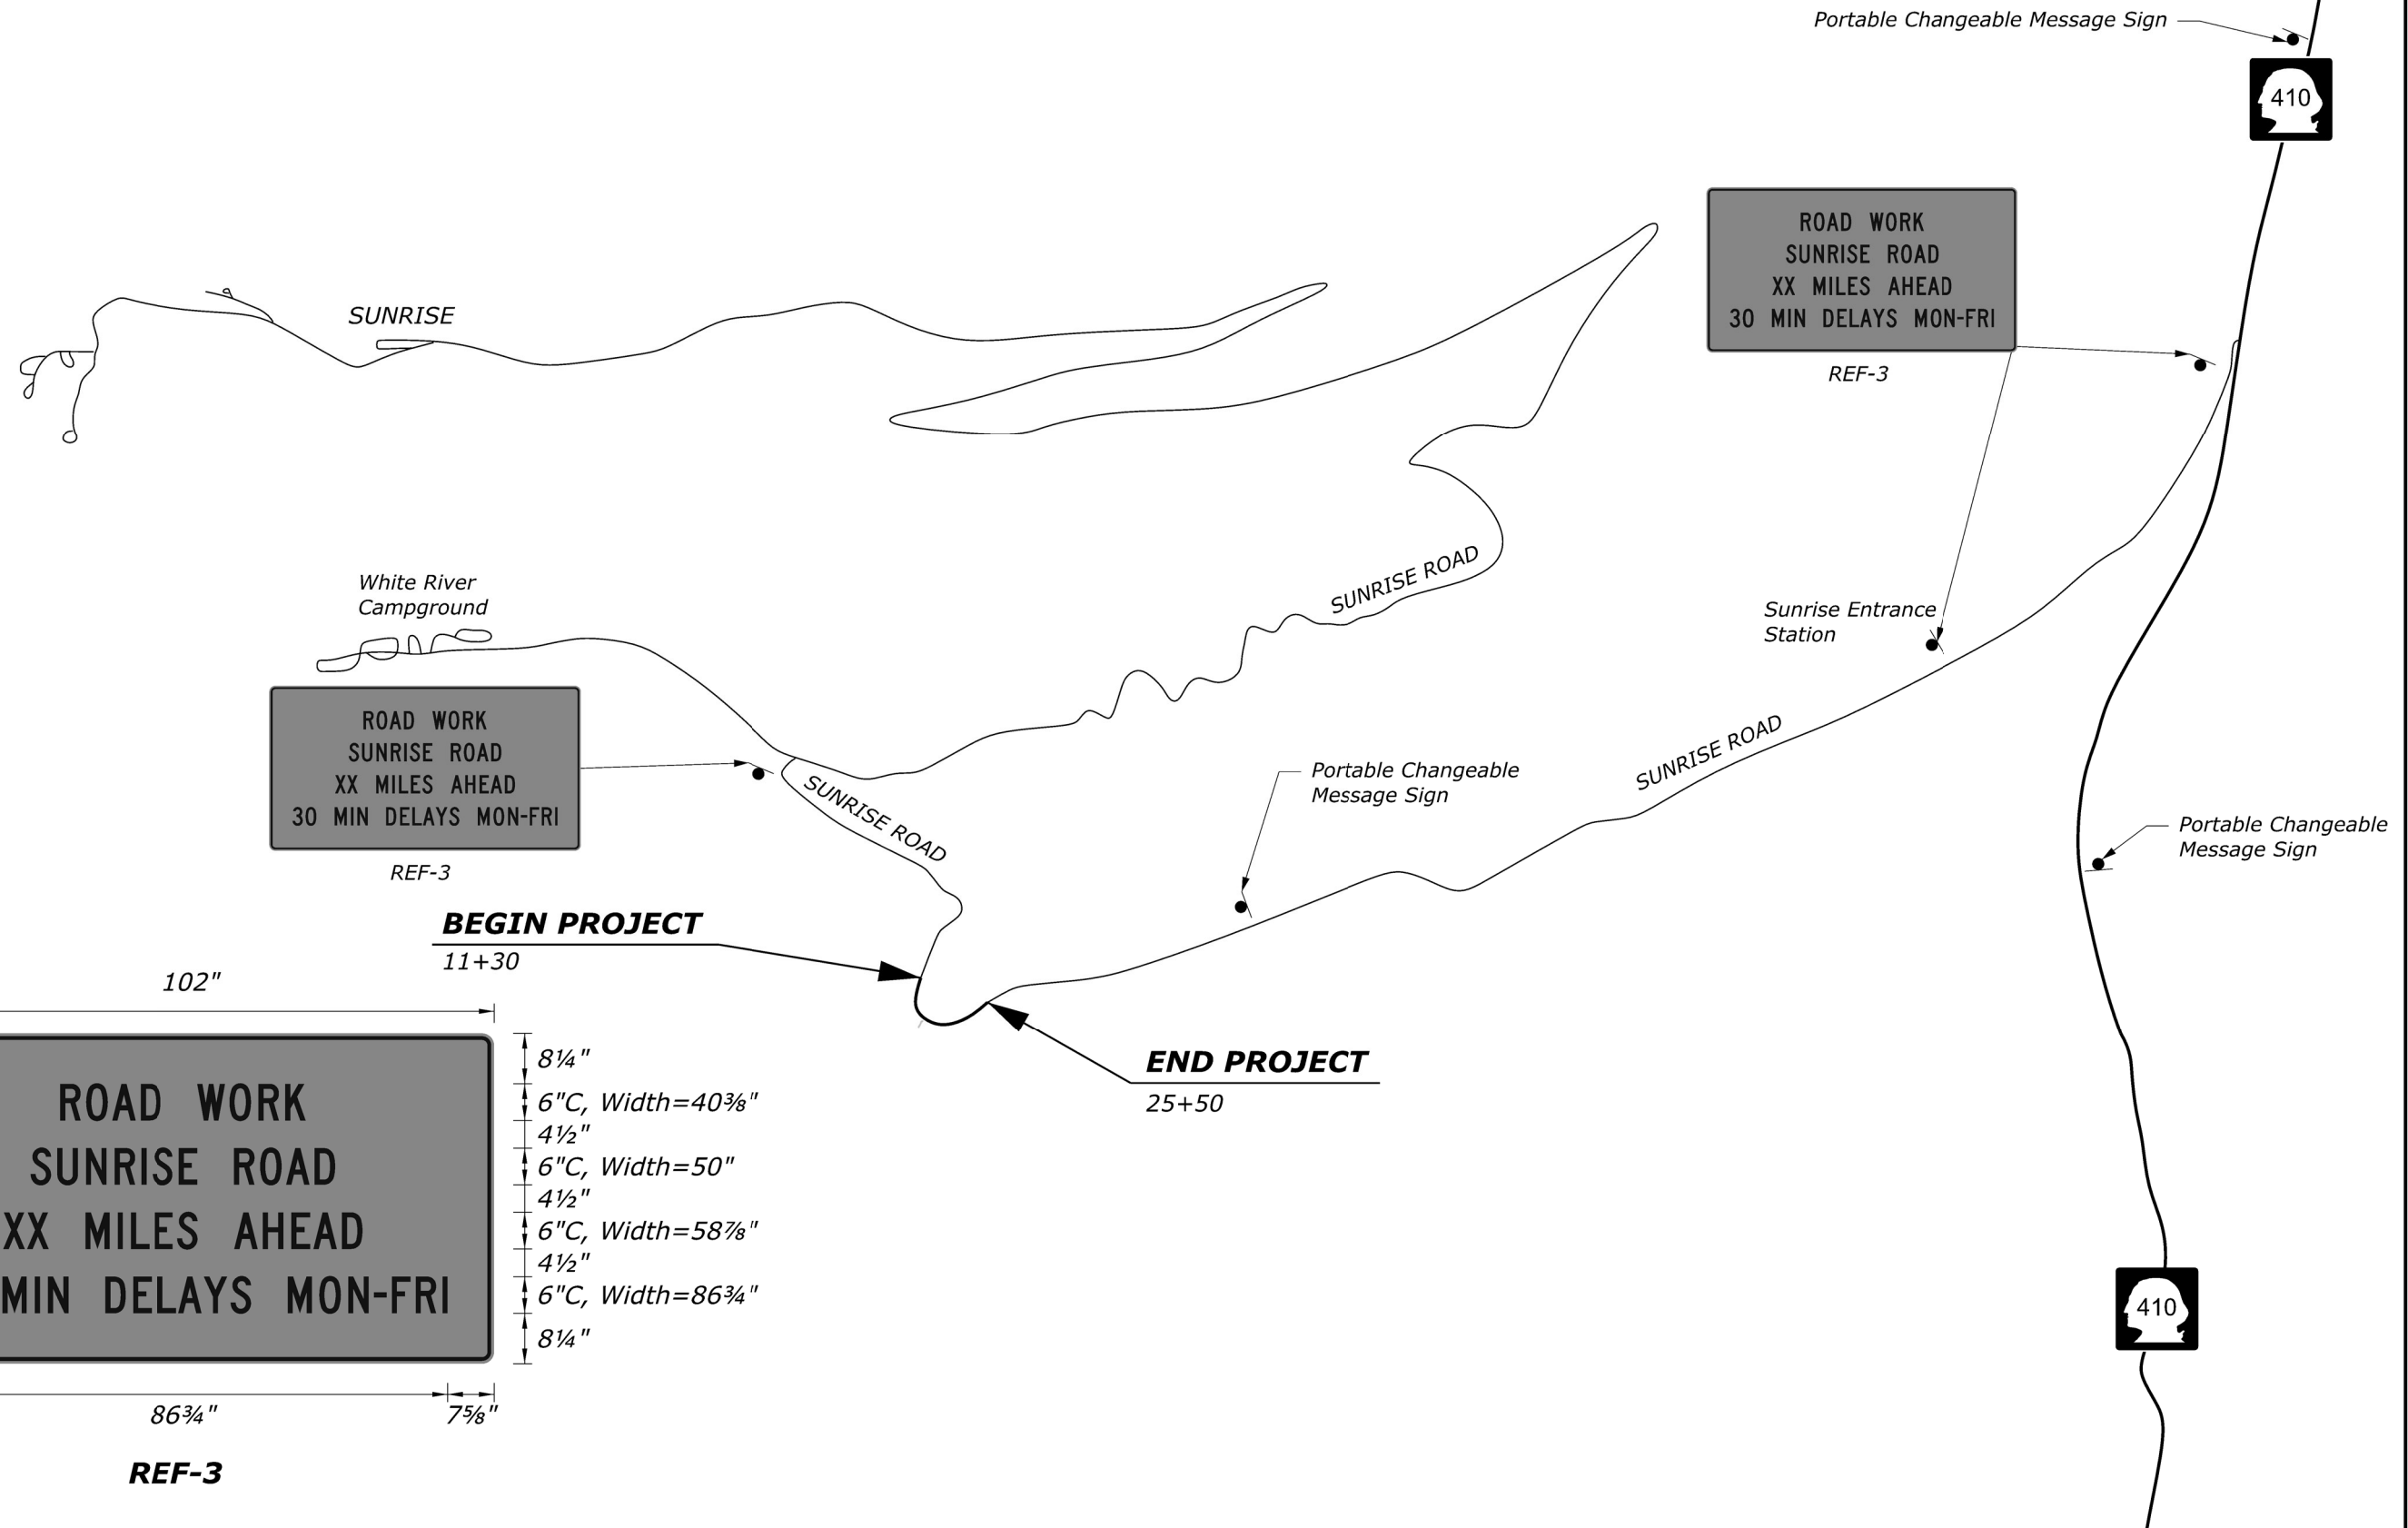 Portable Changeable Message Sign
410
ROAD WORK
SUNRISE ROAD
XX MILES AHEAD
30 MIN DELAYS MON-FRI
REF-3
SUNRISE
White River
Campground
SUNRISE ROAD
Sunrise Entrance
Station
ROAD WORK
SUNRISE ROAD
XX MILES AHEAD
30 MIN DELAYS MON-FRI
REF-3
SUNRISE ROAD
Portable Changeable
Message Sign
SUNRISE ROAD
Portable Changeable
Message Sign
BEGIN PROJECT
11+30
END PROJECT
25+50
102"
ROAD WORK
SUNRISE ROAD
XX MILES AHEAD
MIN DELAYS MON-FRI
8¼"
6"C, Width=40⅜"
4½"
6"C, Width=50"
4½"
6"C, Width=58⅞"
4½"
6"C, Width=86¾"
8¼"
86¾"
7⅝"
REF-3
410